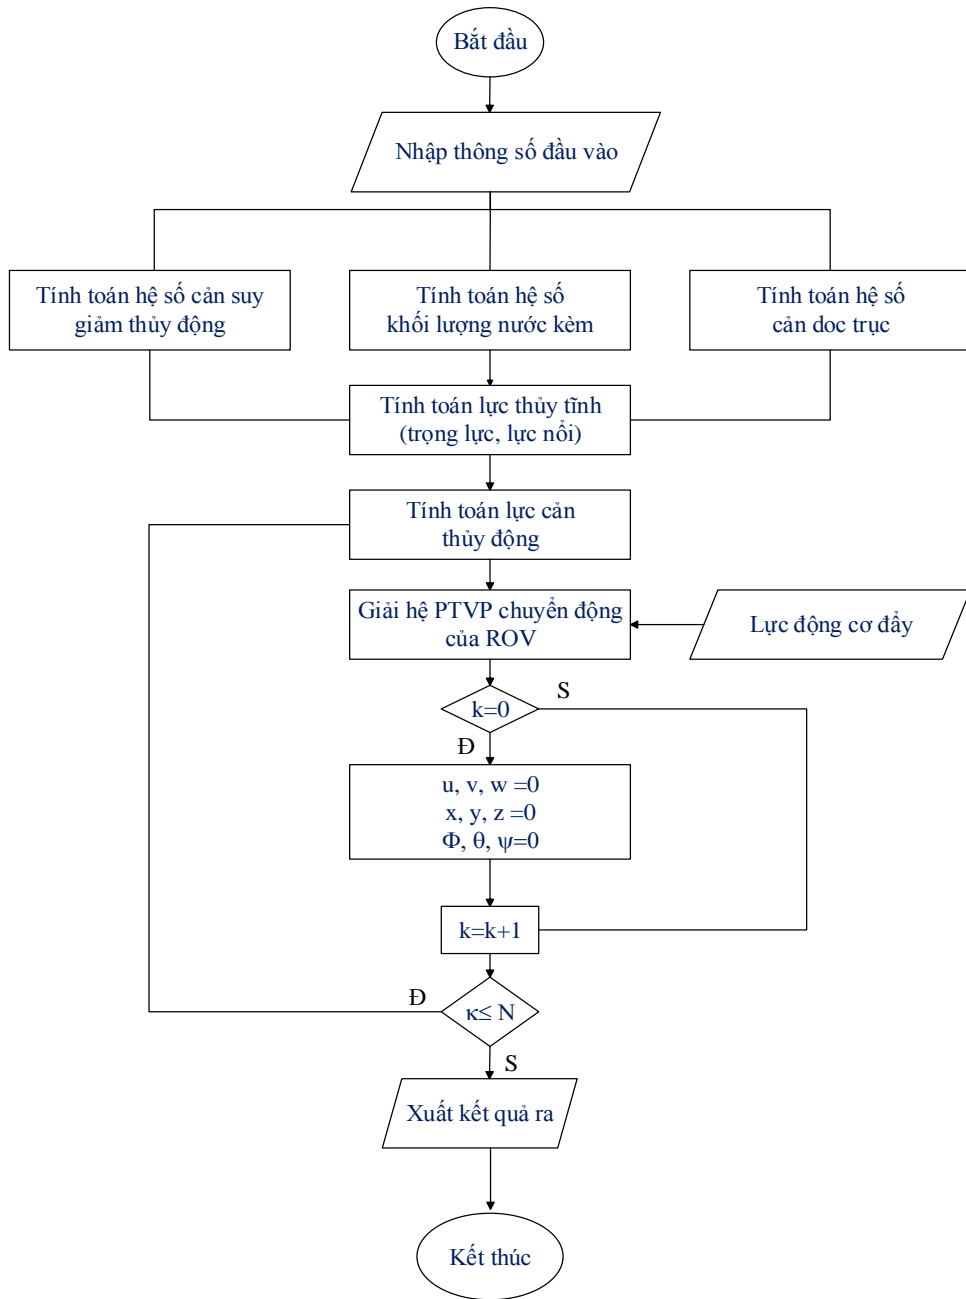 Bắt đầu
Nhập thông số đầu vào
Tính toán hệ số cản suy
giảm thủy động
Tính toán hệ số
khối lượng nước kèm
Tính toán hệ số
cản doc trục
Tính toán lực thủy tĩnh
(trọng lực, lực nổi)
Tính toán lực cản
thủy động
Giải hệ PTVP chuyển động
của ROV
Lực động cơ đẩy
k=0
S
Đ
u, v, w =0
x, y, z =0
Φ, θ, ψ=0
k=k+1
Đ
κ≤ N
S
Xuất kết quả ra
Kết thúc